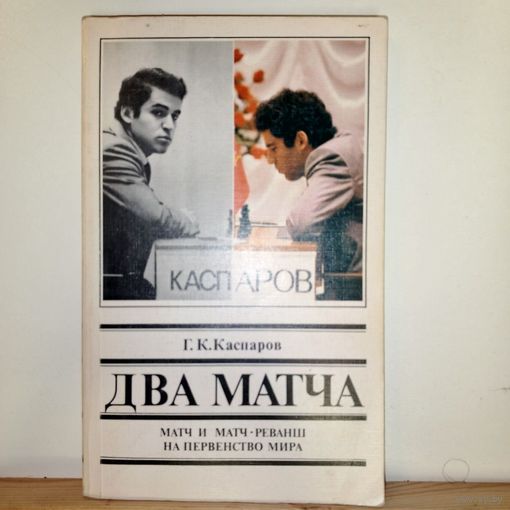 КАСПАРОВ
Г. К. Каспаров
ДВА МАТЧА
МАТЧ И МАТЧ-РЕВАНШ
НА ПЕРВЕНСТВО МИРА